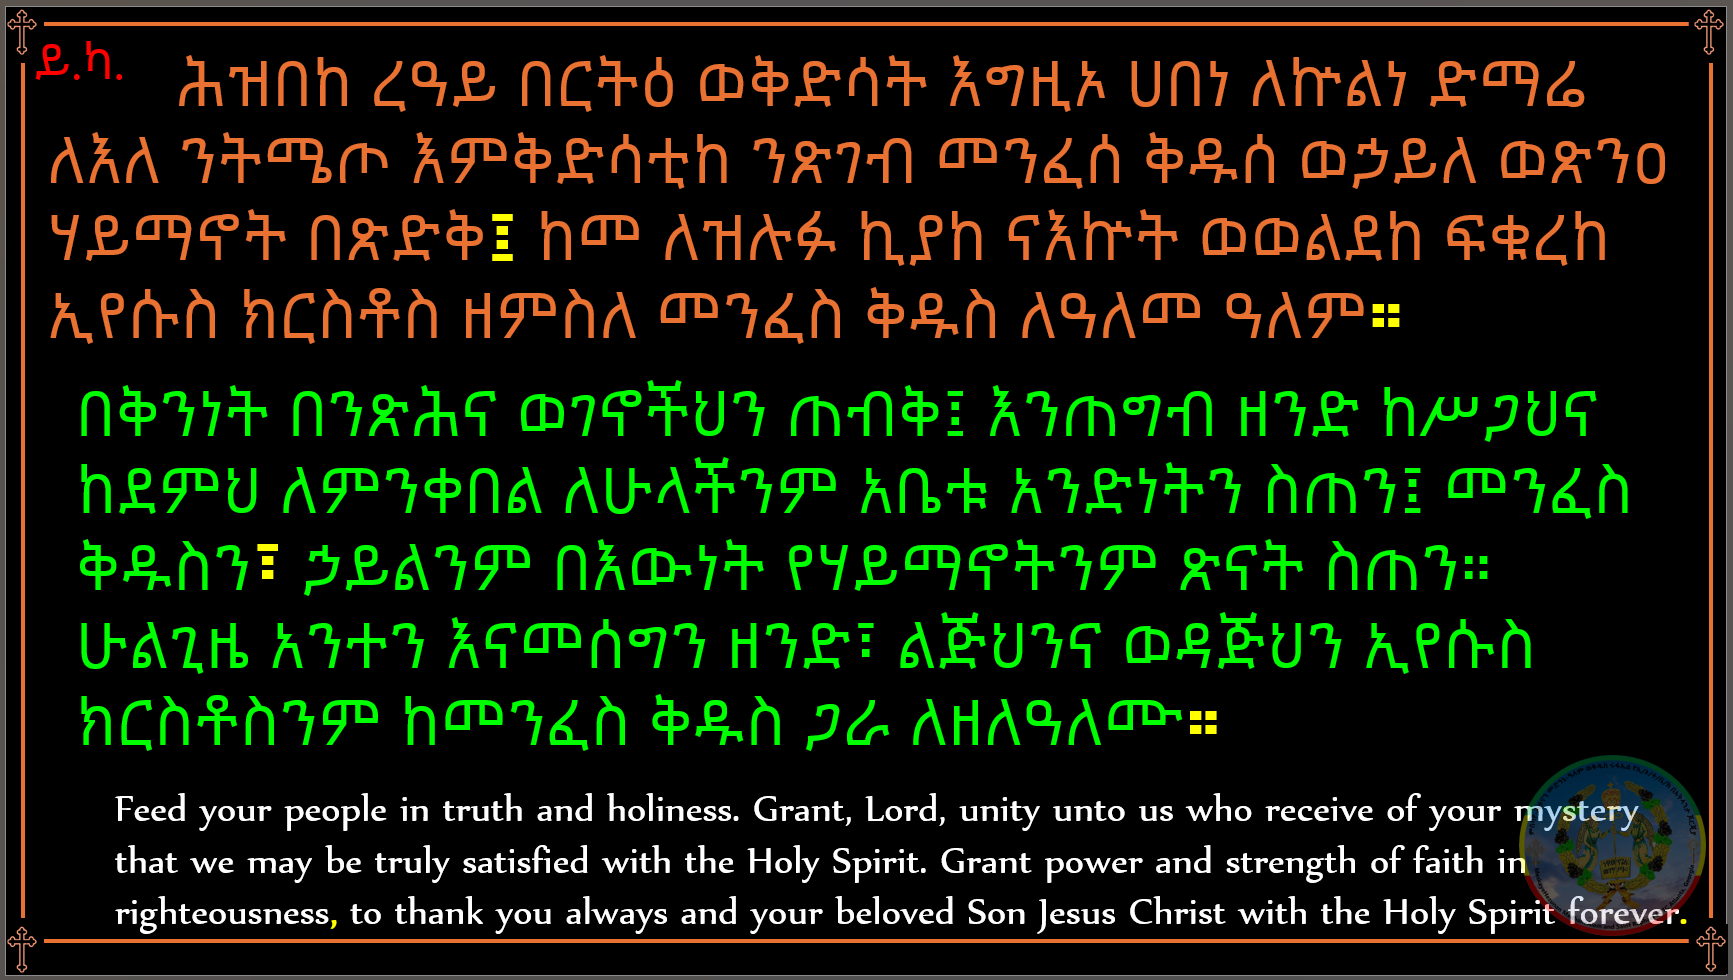 ይ.ካ.
ሕዝበከ ረዓይ በርትዕ ወቅድሳት እግዚኦ ሀበነ ለኵልነ ድማሬ
ለእለ ንትሜጦ እምቅድሳቲከ ንጽገብ መንፈሰ ቅዱሰ ወኃይለ ወጽንዐ
ሃይማኖት በጽድቅ፤ ከመ ለዝሉፉ ኪያከ ናእኵት ወወልደከ ፍቁረከ
ኢየሱስ ክርስቶስ ዘምስለ መንፈስ ቅዱስ ለዓለመ ዓለም።
በቅንነት በንጽሕና ወገኖችህን ጠብቅ፤ እንጠግብ ዘንድ ከሥጋህና
ከደምህ ለምንቀበል ለሁላችንም አቤቱ አንድነትን ስጠን፤ መንፈስ
ቅዱስን፣ ኃይልንም በእውነት የሃይማኖትንም ጽናት ስጠን።
ሁልጊዜ አንተን እናመሰግን ዘንድ፣ ልጅህንና ወዳጅህን ኢየሱስ
ክርስቶስንም ከመንፈስ ቅዱስ ጋራ ለዘለዓለሙ።
Feed your people in truth and holiness. Grant, Lord, unity unto us who receive of your mystery
that we may be truly satisfied with the Holy Spirit. Grant power and strength of faith in
righteousness, to thank you always and your beloved Son Jesus Christ with the Holy Spirit forever.